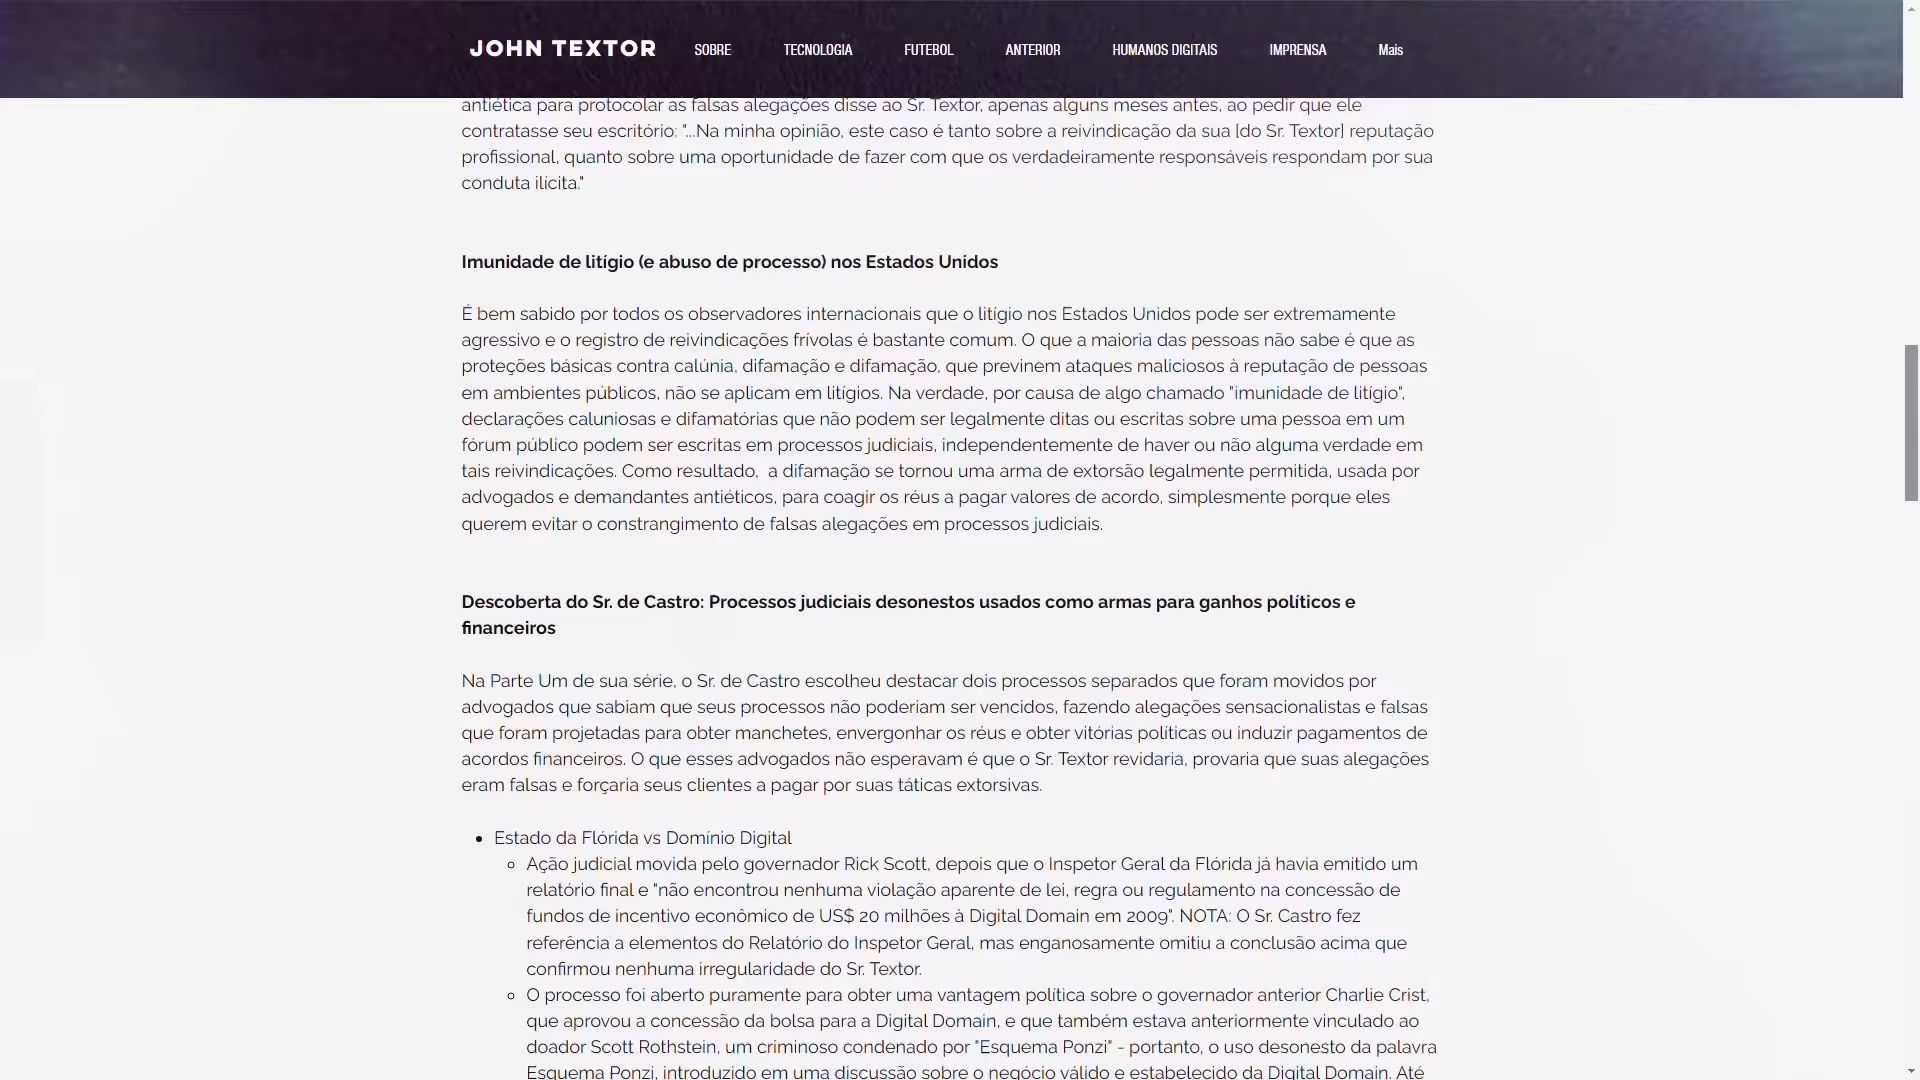 JOHN TEXTOR SOBRE TECNOLOGIA FUTEBOL ANTERIOR HUMANOS DIGITAIS IMPRENSA Mais
antiética para protocolar as falsas alegações disse ao Sr. Textor, apenas alguns meses antes, ao pedir que ele
contratasse seu escritório: "...Na minha opinião, este caso é tanto sobre a reivindicação da sua [do Sr. Textor] reputação
profissional, quanto sobre uma oportunidade de fazer com que os verdadeiramente responsáveis respondam por sua
conduta ilícita."
Imunidade de litígio (e abuso de processo) nos Estados Unidos
É bem sabido por todos os observadores internacionais que o litígio nos Estados Unidos pode ser extremamente
agressivo e o registro de reivindicações frívolas é bastante comum. O que a maioria das pessoas não sabe é que as
proteções básicas contra calúnia, difamação e difamação, que previnem ataques maliciosos à reputação de pessoas
em ambientes públicos, não se aplicam em litígios. Na verdade, por causa de algo chamado "imunidade de litígio",
declarações caluniosas e difamatórias que não podem ser legalmente ditas ou escritas sobre uma pessoa em um
fórum público podem ser escritas em processos judiciais, independentemente de haver ou não alguma verdade em
tais reivindicações. Como resultado,  a difamação se tornou uma arma de extorsão legalmente permitida, usada por
advogados e demandantes antiéticos, para coagir os réus a pagar valores de acordo, simplesmente porque eles
querem evitar o constrangimento de falsas alegações em processos judiciais.
Descoberta do Sr. de Castro: Processos judiciais desonestos usados como armas para ganhos políticos e
financeiros
Na Parte Um de sua série, o Sr. de Castro escolheu destacar dois processos separados que foram movidos por
advogados que sabiam que seus processos não poderiam ser vencidos, fazendo alegações sensacionalistas e falsas
que foram projetadas para obter manchetes, envergonhar os réus e obter vitórias políticas ou induzir pagamentos de
acordos financeiros. O que esses advogados não esperavam é que o Sr. Textor revidaria, provaria que suas alegações
eram falsas e forçaria seus clientes a pagar por suas táticas extorsivas.
• Estado da Flórida vs Domínio Digital
◦ Ação judicial movida pelo governador Rick Scott, depois que o Inspetor Geral da Flórida já havia emitido um
relatório final e "não encontrou nenhuma violação aparente de lei, regra ou regulamento na concessão de
fundos de incentivo econômico de US$ 20 milhões à Digital Domain em 2009". NOTA: O Sr. Castro fez
referência a elementos do Relatório do Inspetor Geral, mas enganosamente omitiu a conclusão acima que
confirmou nenhuma irregularidade do Sr. Textor.
◦ O processo foi aberto puramente para obter uma vantagem política sobre o governador anterior Charlie Crist,
que aprovou a concessão da bolsa para a Digital Domain, e que também estava anteriormente vinculado ao
doador Scott Rothstein, um criminoso condenado por "Esquema Ponzi" - portanto, o uso desonesto da palavra
Esquema Ponzi, introduzido em uma discussão sobre o negócio válido e estabelecido da Digital Domain. Até